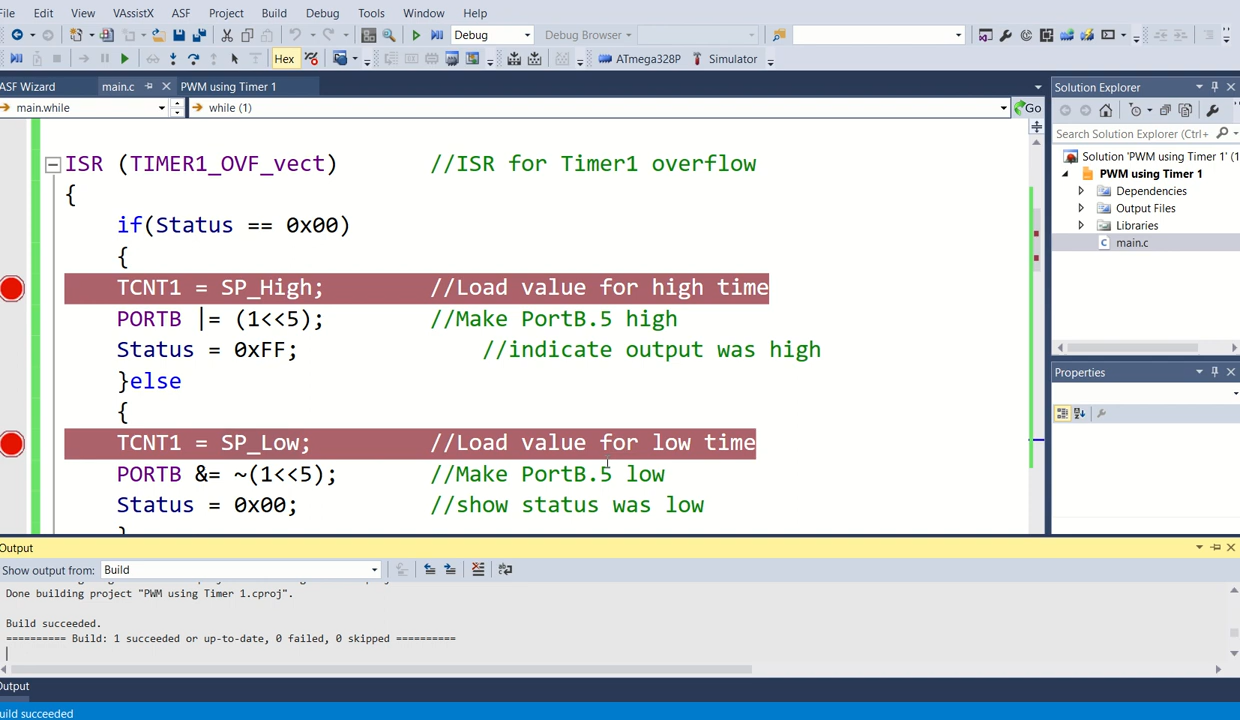 File Edit View VAssistX ASF Project Build Debug Tools Window Help
Debug Debug Browser
Hex ATmega328P Simulator
ASF Wizard main.c PWM using Timer 1
main.while while (1) Go
ISR (TIMER1_OVF_vect) //ISR for Timer1 overflow
{
if(Status == 0x00)
{
TCNT1 = SP_High; //Load value for high time
PORTB |= (1<<5); //Make PortB.5 high
Status = 0xFF; //indicate output was high
}else
{
TCNT1 = SP_Low; //Load value for low time
PORTB &= ~(1<<5); //Make PortB.5 low
Status = 0x00; //show status was low
}
Solution Explorer
Search Solution Explorer (Ctrl+
Solution 'PWM using Timer 1' (1
PWM using Timer 1
Dependencies
Output Files
Libraries
main.c
Properties
Output
Show output from: Build
Done building project "PWM using Timer 1.cproj".
Build succeeded.
========== Build: 1 succeeded or up-to-date, 0 failed, 0 skipped ==========
Output
Build succeeded